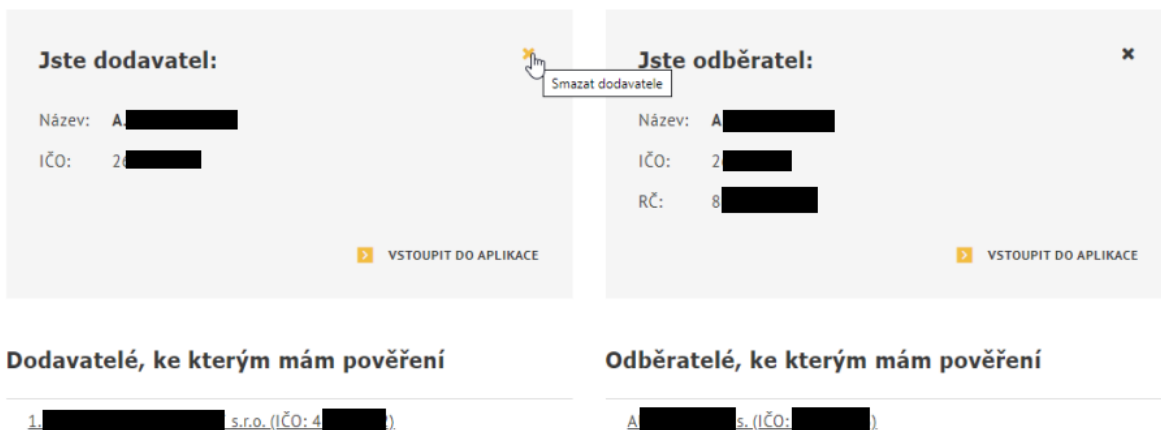 Jste dodavatel:
Smazat dodavatele
Název: A.
IČO: 26
VSTOUPIT DO APLIKACE
Jste odběratel:
Název: A
IČO: 2
RČ: 8
VSTOUPIT DO APLIKACE
Dodavatelé, ke kterým mám pověření
1. s.r.o. (IČO: 4 2)
Odběratelé, ke kterým mám pověření
A s. (IČO: )